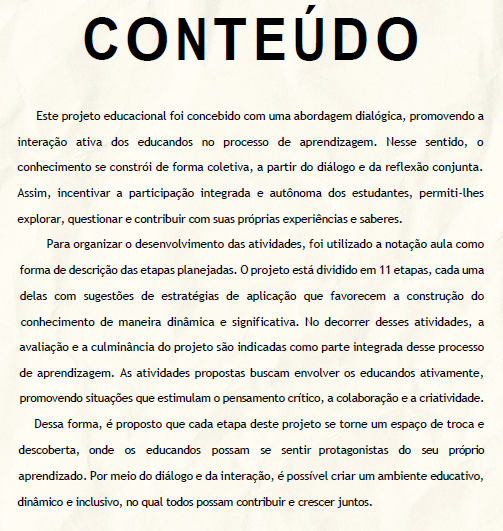 CONTEÚDO
Este projeto educacional foi concebido com uma abordagem dialógica, promovendo a
interação ativa dos educandos no processo de aprendizagem. Nesse sentido, o
conhecimento se constrói de forma coletiva, a partir do diálogo e da reflexão conjunta.
Assim, incentivar a participação integrada e autônoma dos estudantes, permiti-lhes
explorar, questionar e contribuir com suas próprias experiências e saberes.
Para organizar o desenvolvimento das atividades, foi utilizado a notação aula como
forma de descrição das etapas planejadas. O projeto está dividido em 11 etapas, cada uma
delas com sugestões de estratégias de aplicação que favorecem a construção do
conhecimento de maneira dinâmica e significativa. No decorrer desses atividades, a
avaliação e a culminância do projeto são indicadas como parte integrada desse processo
de aprendizagem. As atividades propostas buscam envolver os educandos ativamente,
promovendo situações que estimulam o pensamento crítico, a colaboração e a criatividade.
Dessa forma, é proposto que cada etapa deste projeto se torne um espaço de troca e
descoberta, onde os educandos possam se sentir protagonistas do seu próprio
aprendizado. Por meio do diálogo e da interação, é possível criar um ambiente educativo,
dinâmico e inclusivo, no qual todos possam contribuir e crescer juntos.